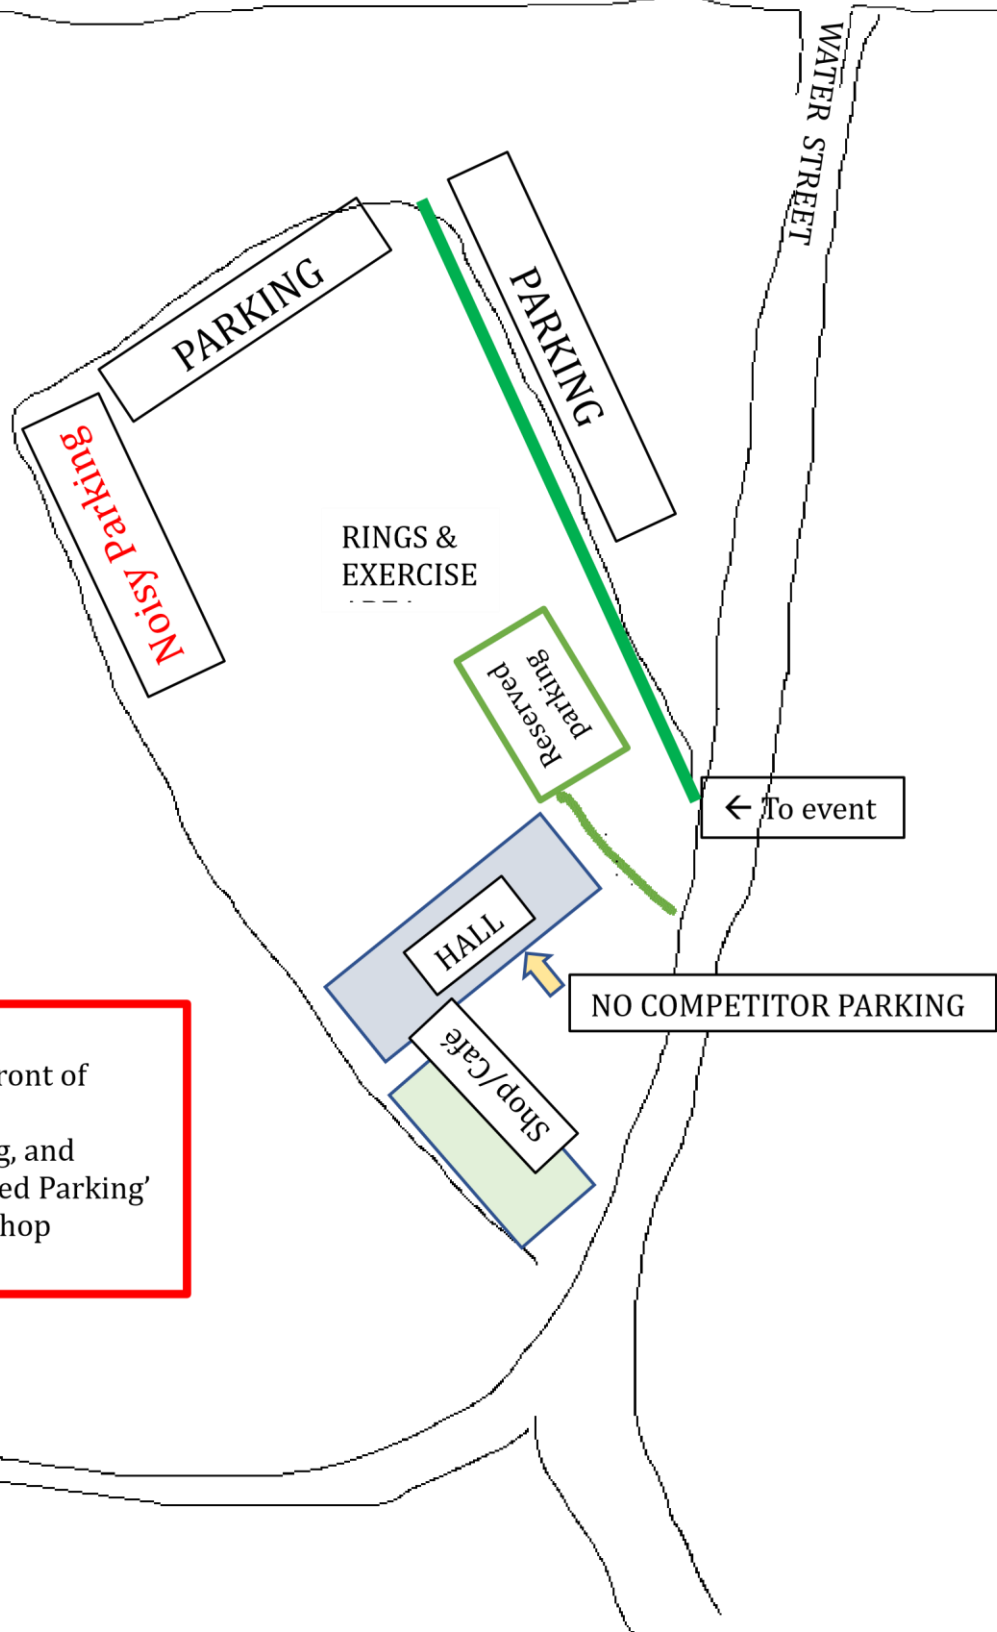 WATER STREET
PARKING
PARKING
Noisy Parking
RINGS &
EXERCISE
Reserved
parking
← To event
HALL
NO COMPETITOR PARKING
Shop/Café
ront of
g, and
ed Parking’
hop